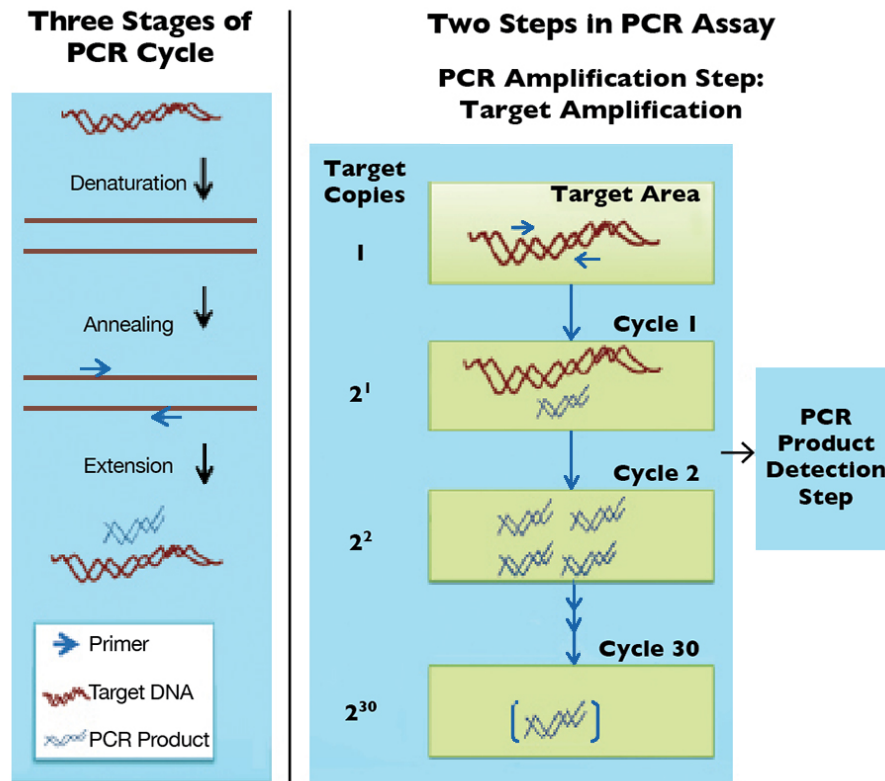 Three Stages of
PCR Cycle
Denaturation
Annealing
Extension
Primer
Target DNA
PCR Product
Two Steps in PCR Assay
PCR Amplification Step:
Target Amplification
Target
Copies
Target Area
1
Cycle 1
2¹
Cycle 2
2²
Cycle 30
2³⁰
PCR
Product
Detection
Step